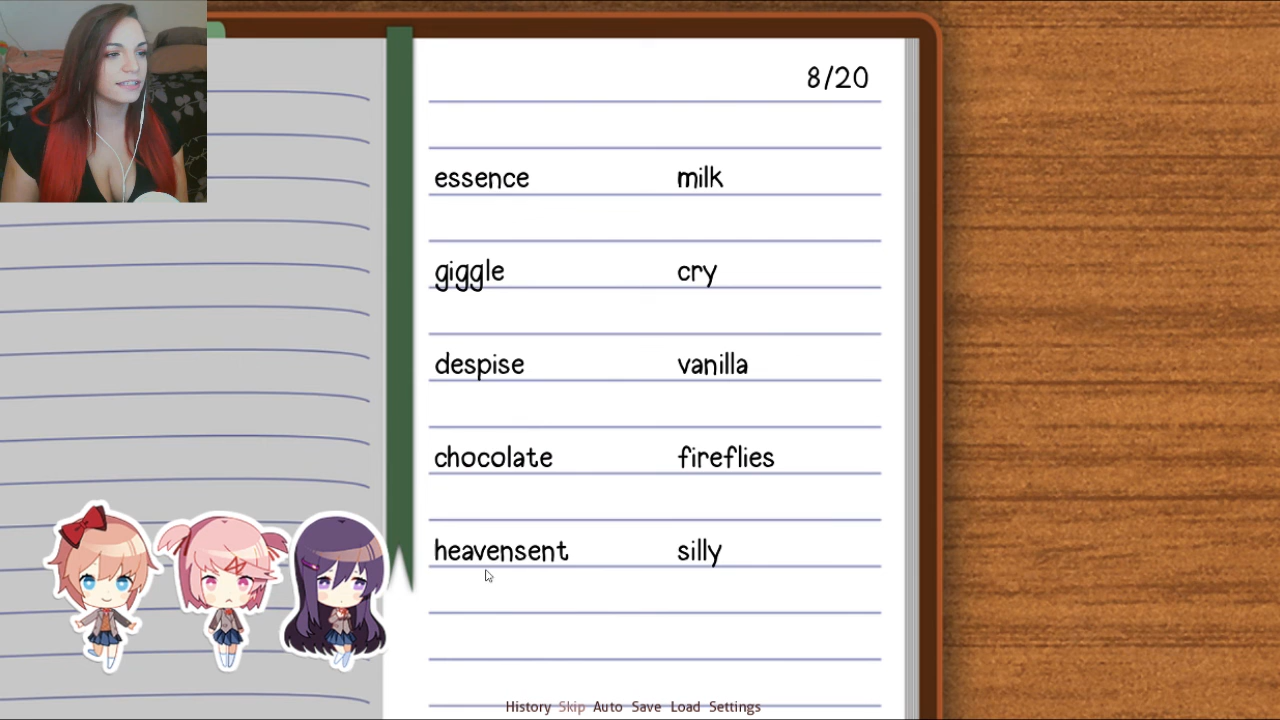 8/20
essence milk
giggle cry
despise vanilla
chocolate fireflies
heavensent silly
History Skip Auto Save Load Settings